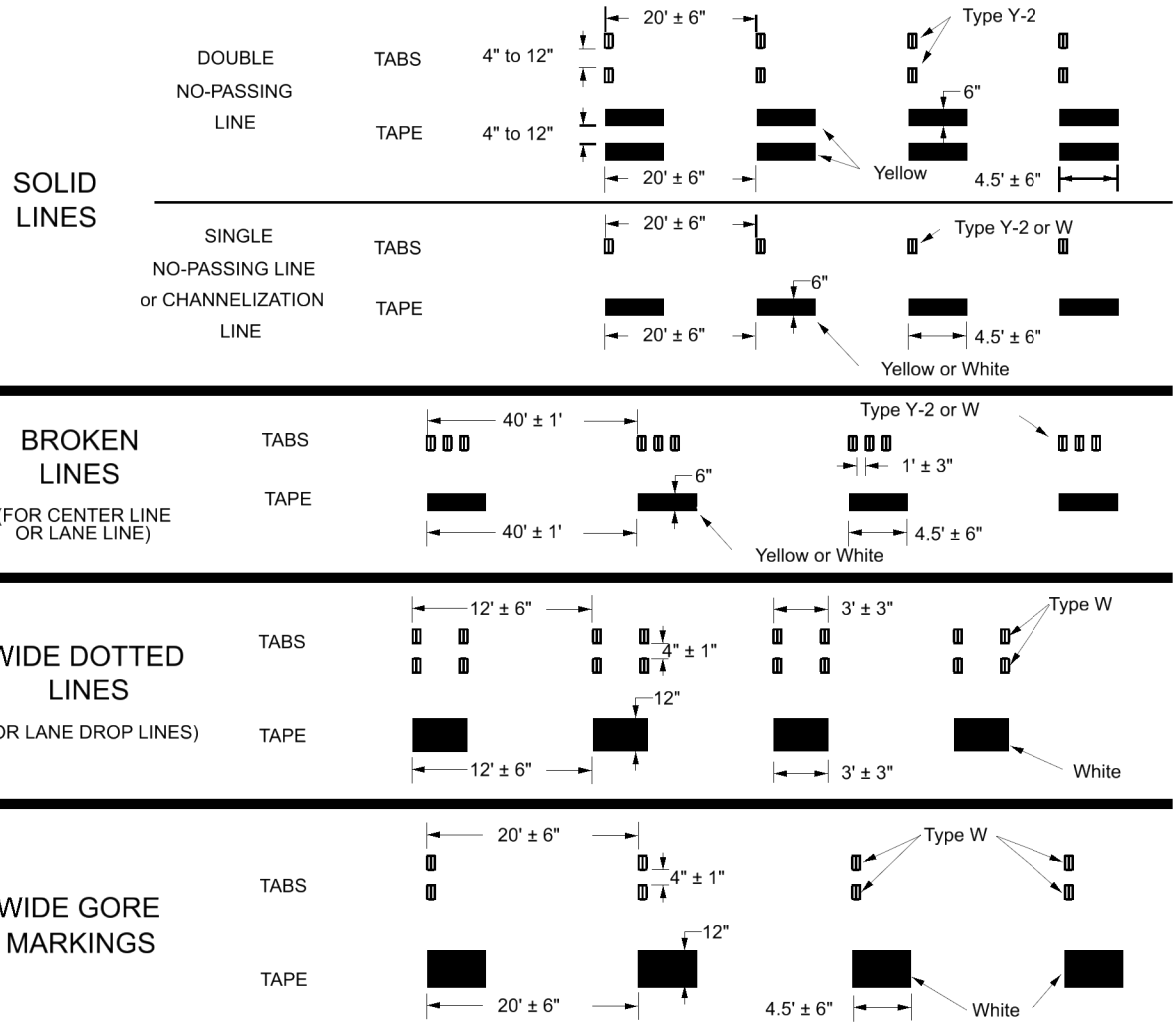 SOLID
LINES
DOUBLE
NO-PASSING
LINE
TABS
4" to 12"
20' ± 6"
Type Y-2
TAPE
4" to 12"
6"
Yellow
20' ± 6"
4.5' ± 6"
SINGLE
NO-PASSING LINE
or CHANNELIZATION
LINE
TABS
20' ± 6"
Type Y-2 or W
TAPE
6"
20' ± 6"
4.5' ± 6"
Yellow or White
BROKEN
LINES
(FOR CENTER LINE
OR LANE LINE)
TABS
40' ± 1'
Type Y-2 or W
1' ± 3"
TAPE
6"
40' ± 1'
4.5' ± 6"
Yellow or White
WIDE DOTTED
LINES
OR LANE DROP LINES)
TABS
12' ± 6"
3' ± 3"
Type W
4" ± 1"
TAPE
12"
12' ± 6"
3' ± 3"
White
WIDE GORE
MARKINGS
TABS
20' ± 6"
Type W
4" ± 1"
TAPE
12"
20' ± 6"
4.5' ± 6"
White